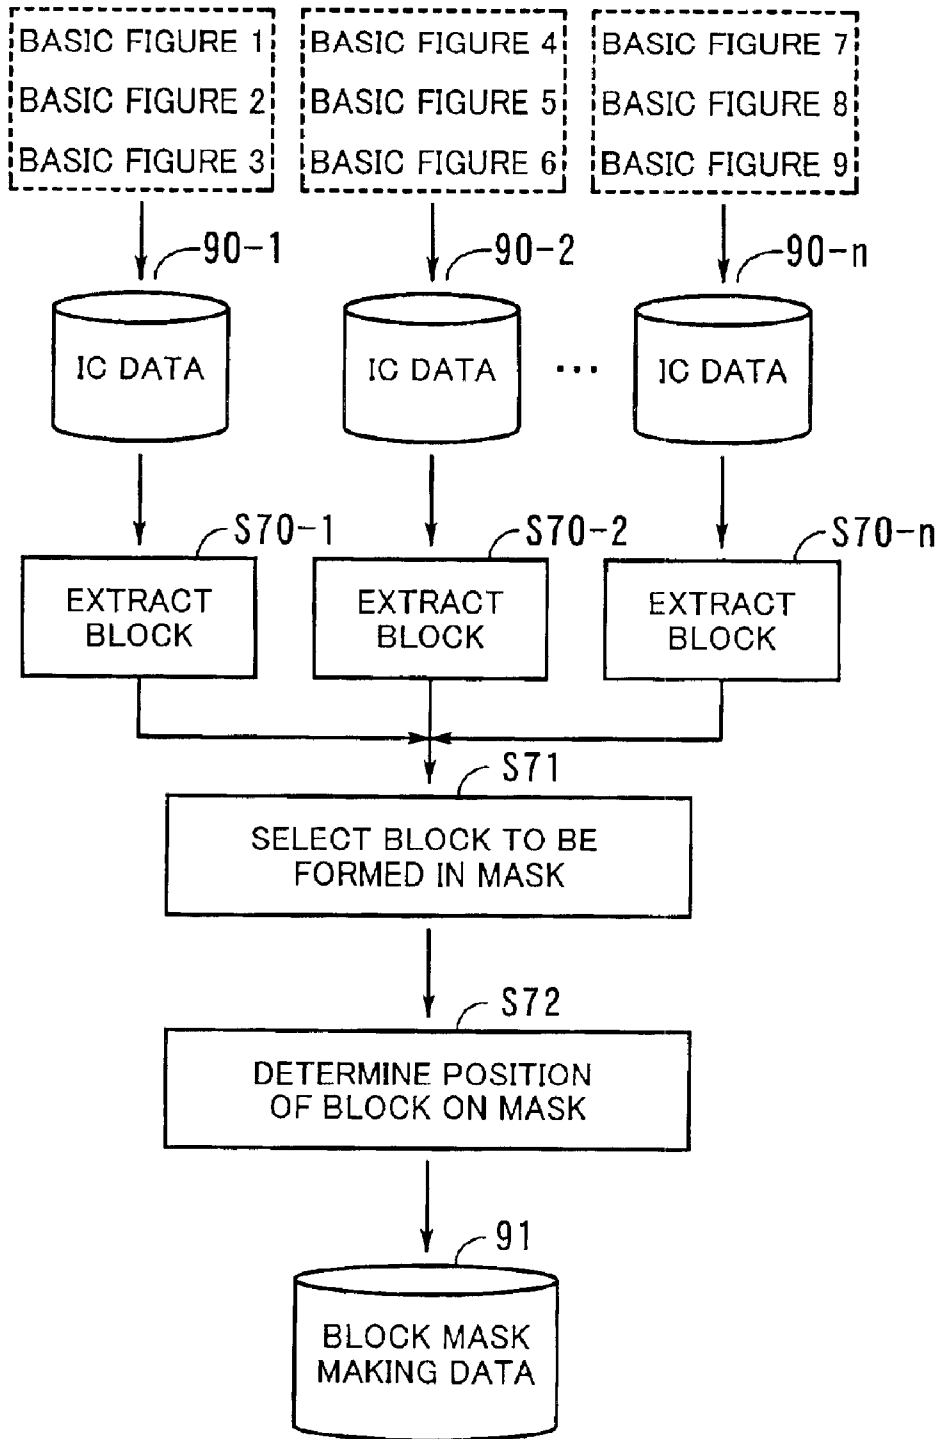 BASIC FIGURE 1
BASIC FIGURE 2
BASIC FIGURE 3
BASIC FIGURE 4
BASIC FIGURE 5
BASIC FIGURE 6
BASIC FIGURE 7
BASIC FIGURE 8
BASIC FIGURE 9
90-1
90-2
90-n
IC DATA
IC DATA
...
IC DATA
S70-1
S70-2
S70-n
EXTRACT
BLOCK
EXTRACT
BLOCK
EXTRACT
BLOCK
S71
SELECT BLOCK TO BE
FORMED IN MASK
S72
DETERMINE POSITION
OF BLOCK ON MASK
91
BLOCK MASK
MAKING DATA